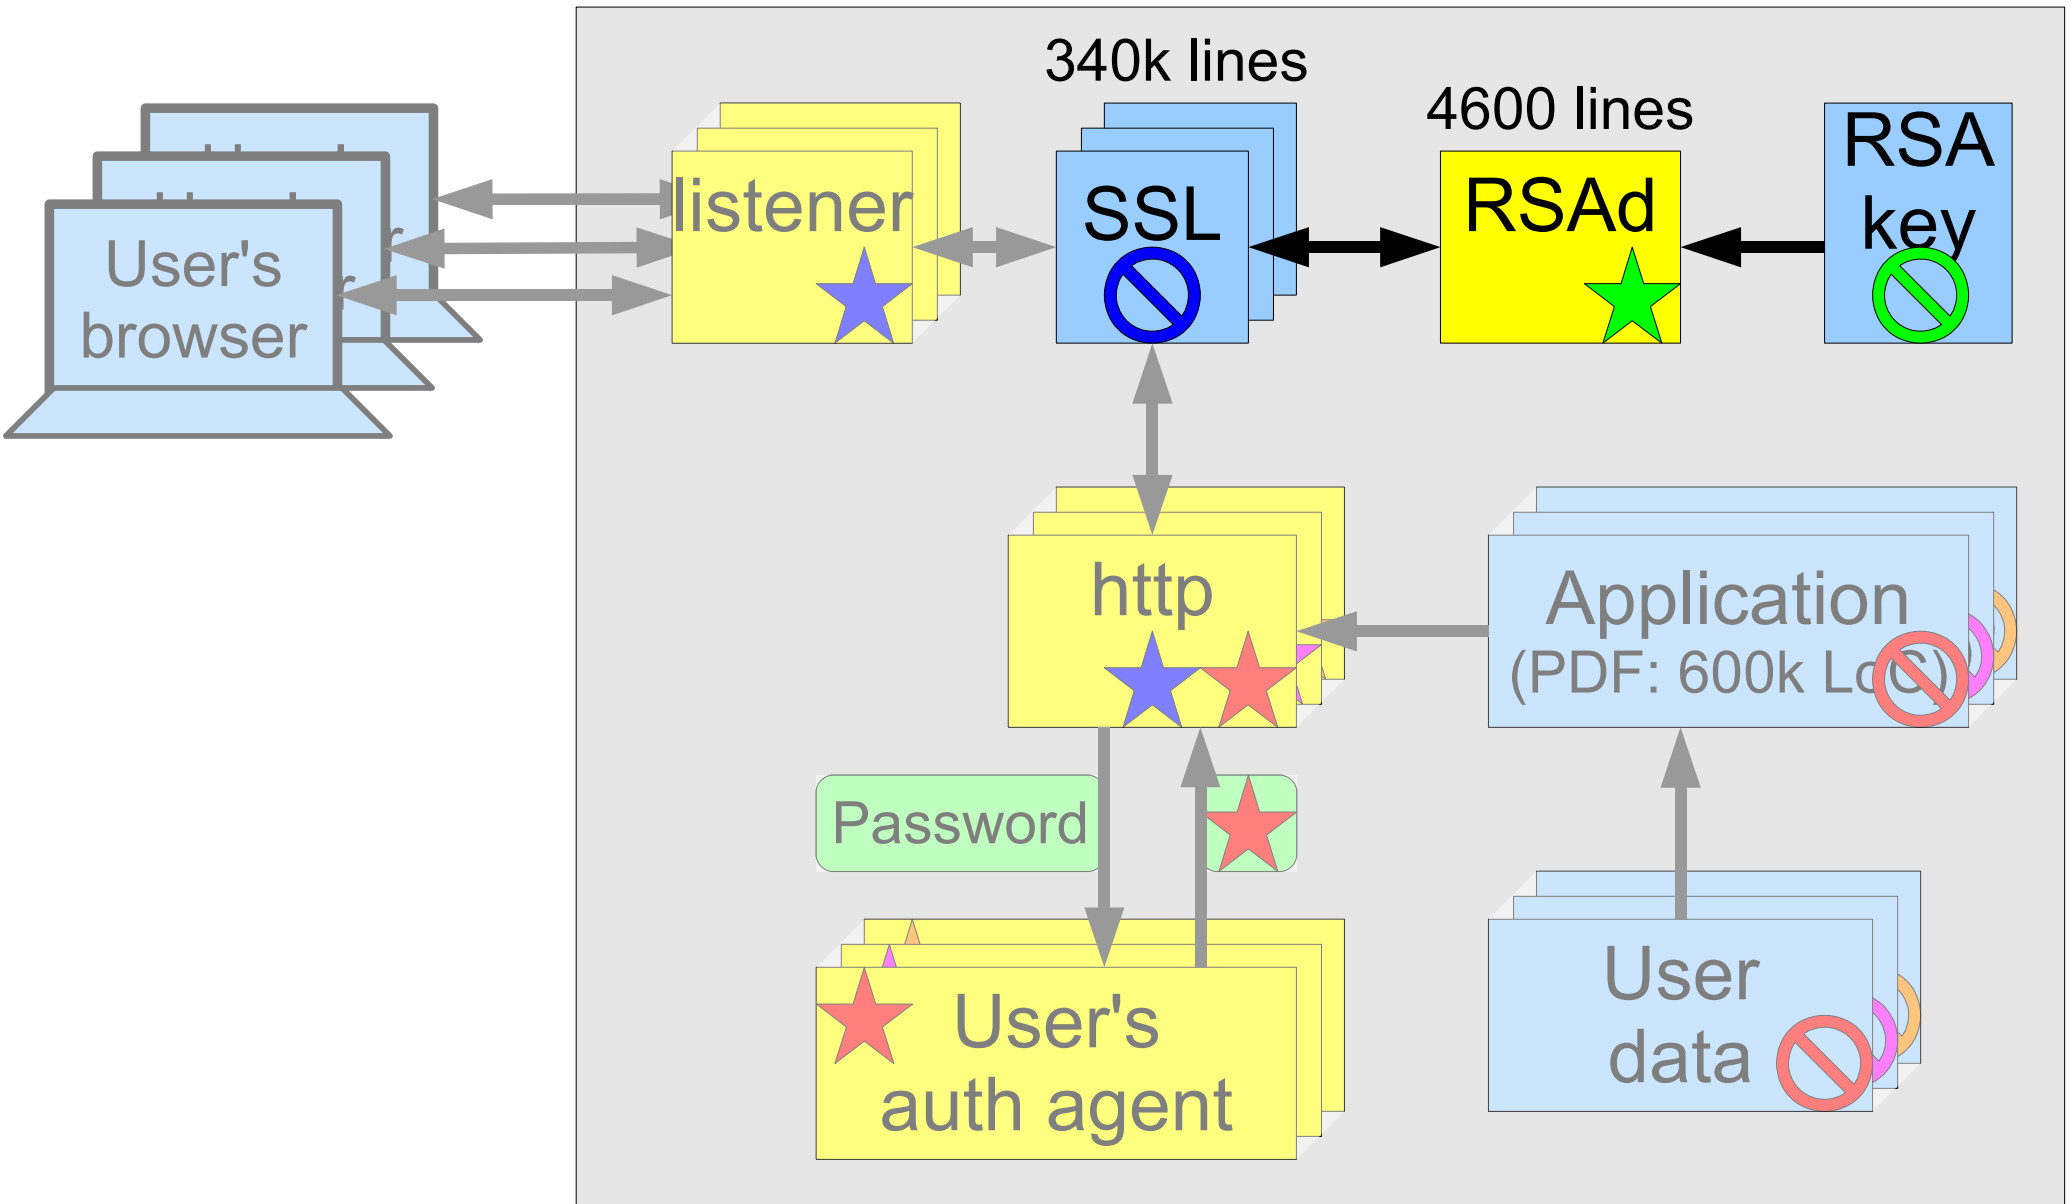 340k lines
4600 lines
RSA
key
listener
SSL
RSAd
User's
browser
http
Application
(PDF: 600k LoC)
Password
User's
auth agent
User
data